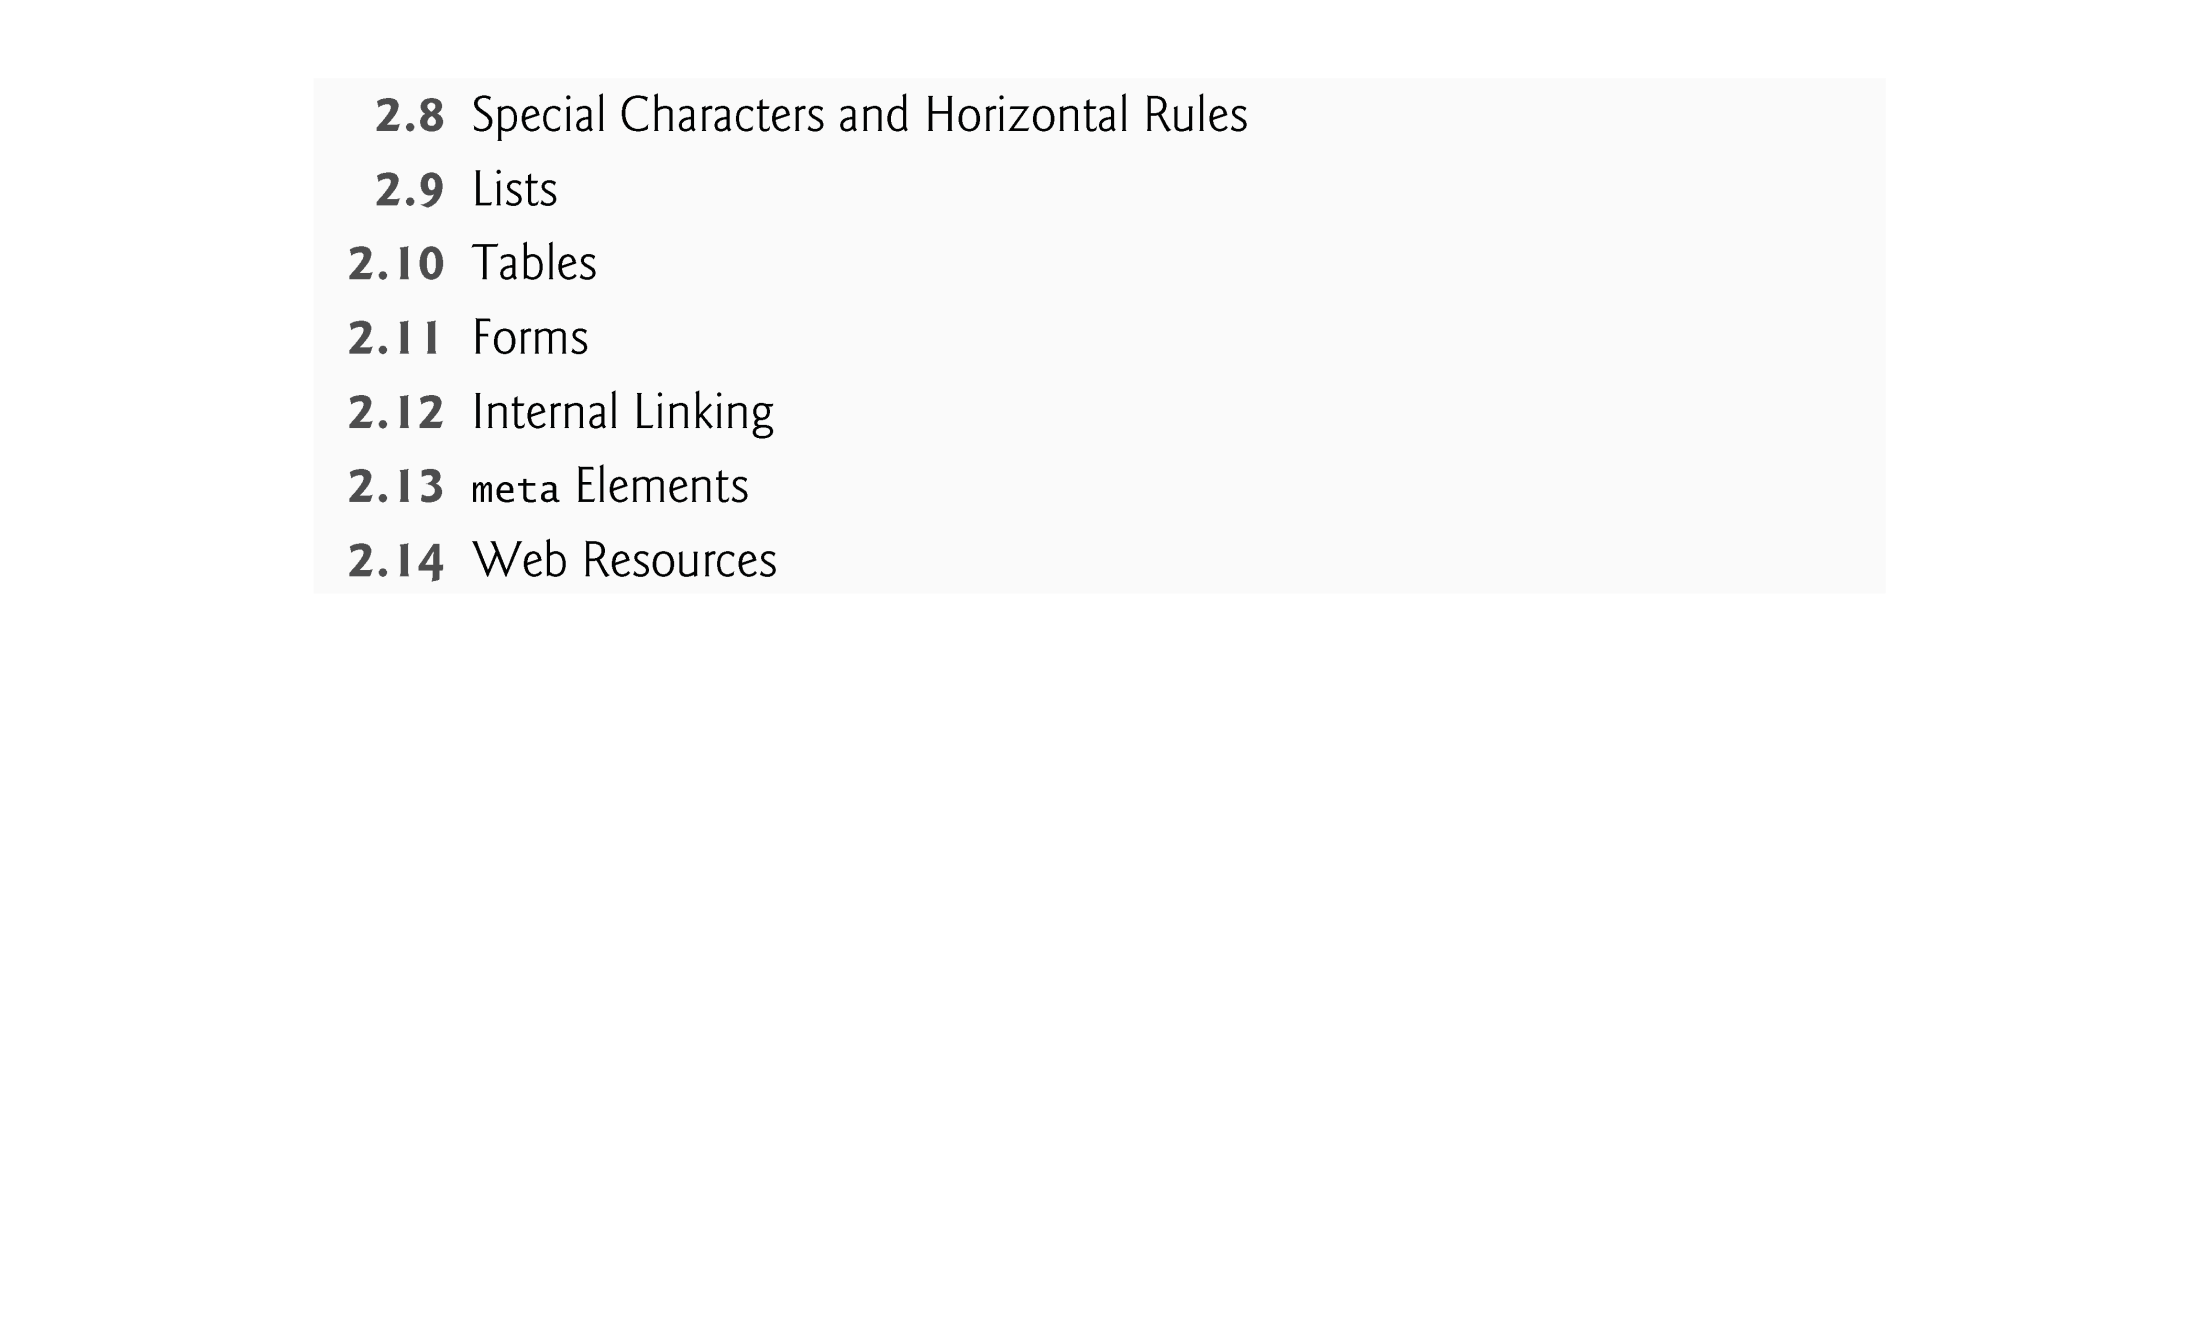 2.8 Special Characters and Horizontal Rules
2.9 Lists
2.10 Tables
2.11 Forms
2.12 Internal Linking
2.13 meta Elements
2.14 Web Resources